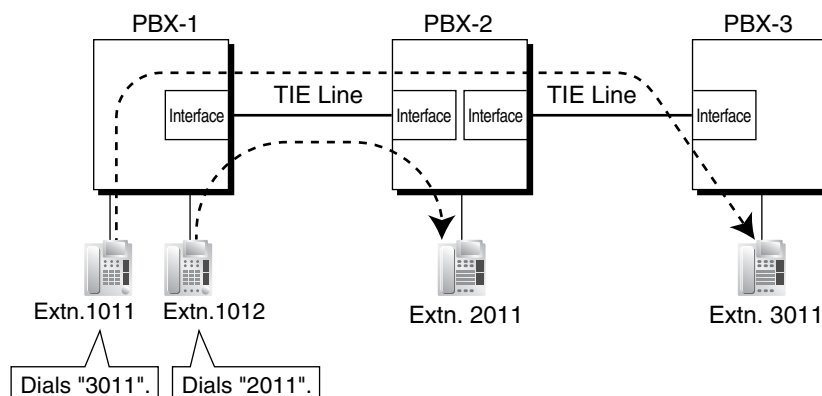 PBX-1
PBX-2
PBX-3
TIE Line
TIE Line
Interface
Interface
Interface
Interface
Extn.1011
Extn.1012
Extn. 2011
Extn. 3011
Dials "3011".
Dials "2011".